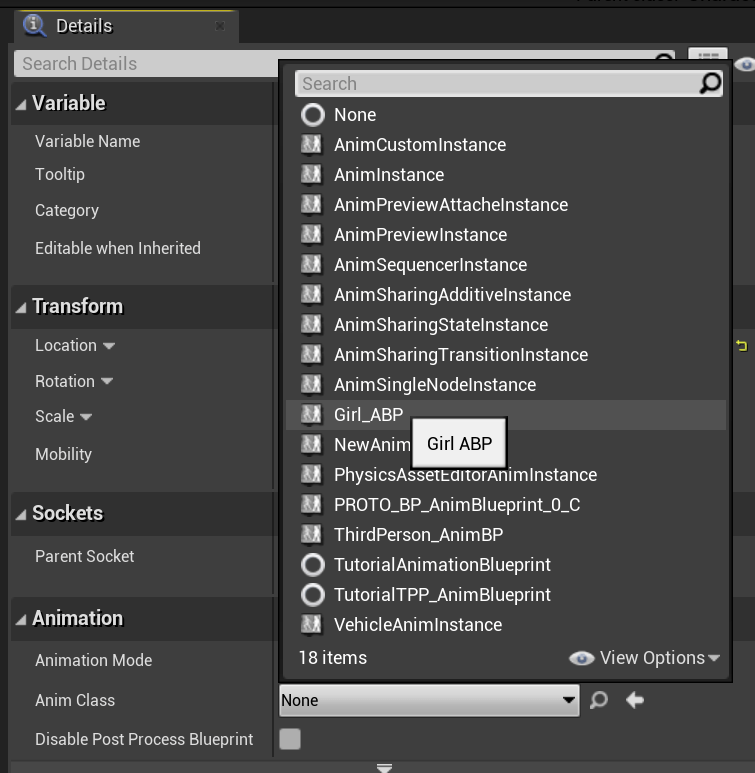 Details
Search Details
Search
Variable
None
Variable Name
AnimCustomInstance
Tooltip
AnimInstance
Category
AnimPreviewAttacheInstance
Editable when Inherited
AnimPreviewInstance
AnimSequencerInstance
Transform
AnimSharingAdditiveInstance
Location
AnimSharingStateInstance
Rotation
AnimSharingTransitionInstance
Scale
AnimSingleNodeInstance
Mobility
Girl_ABP
NewAnim
Girl ABP
PhysicsAssetEditorAnimInstance
Sockets
PROTO_BP_AnimBlueprint_0_C
Parent Socket
ThirdPerson_AnimBP
TutorialAnimationBlueprint
Animation
TutorialTPP_AnimBlueprint
VehicleAnimInstance
Animation Mode
18 items
View Options
Anim Class
None
Disable Post Process Blueprint